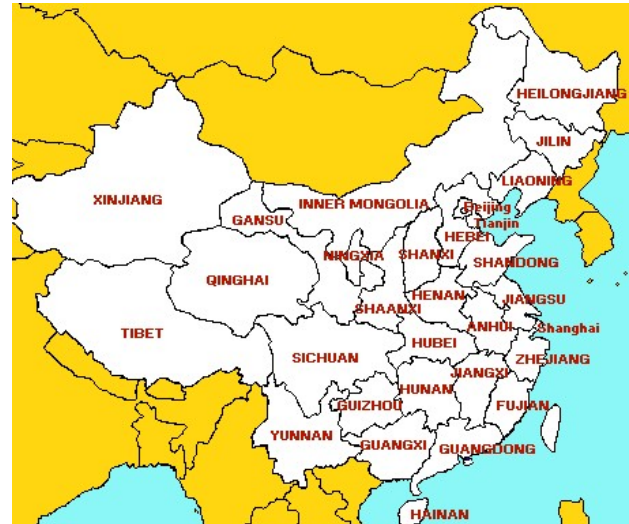 HEILONGJIANG
JILIN
LIAONING
XINJIANG
INNER MONGOLIA
Beijing
GANSU
Tianjin
HEBEI
NINGXIA
SHANXI
SHANDONG
QINGHAI
HENAN
JIANGSU
SHAANXI
ANHUI
Shanghai
TIBET
HUBEI
SICHUAN
ZHEJIANG
JIANGXI
HUNAN
GUIZHOU
FUJIAN
YUNNAN
GUANGXI
GUANGDONG
HAINAN